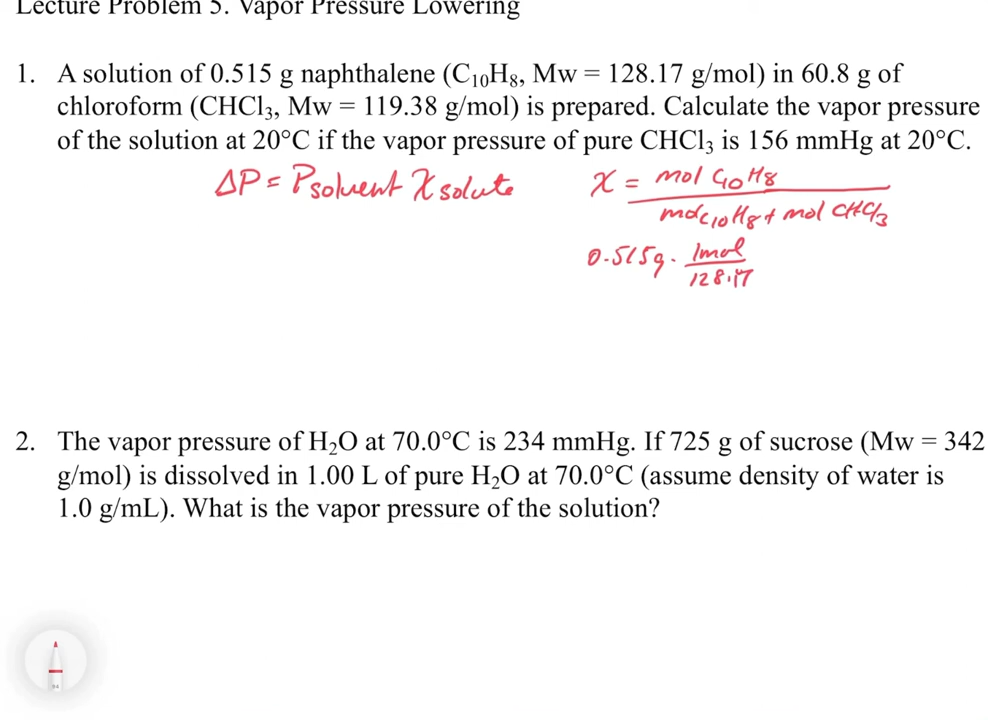 Lecture Problem 5. Vapor Pressure Lowering
1. A solution of 0.515 g naphthalene (C₁₀H₈, Mw = 128.17 g/mol) in 60.8 g of
chloroform (CHCl₃, Mw = 119.38 g/mol) is prepared. Calculate the vapor pressure
of the solution at 20°C if the vapor pressure of pure CHCl₃ is 156 mmHg at 20°C.
ΔP = Psolvent Xsolute
X = mol C10H8
molC10H8 + mol CHCl3
0.515g · 1mol
128.17
2. The vapor pressure of H₂O at 70.0°C is 234 mmHg. If 725 g of sucrose (Mw = 342
g/mol) is dissolved in 1.00 L of pure H₂O at 70.0°C (assume density of water is
1.0 g/mL). What is the vapor pressure of the solution?